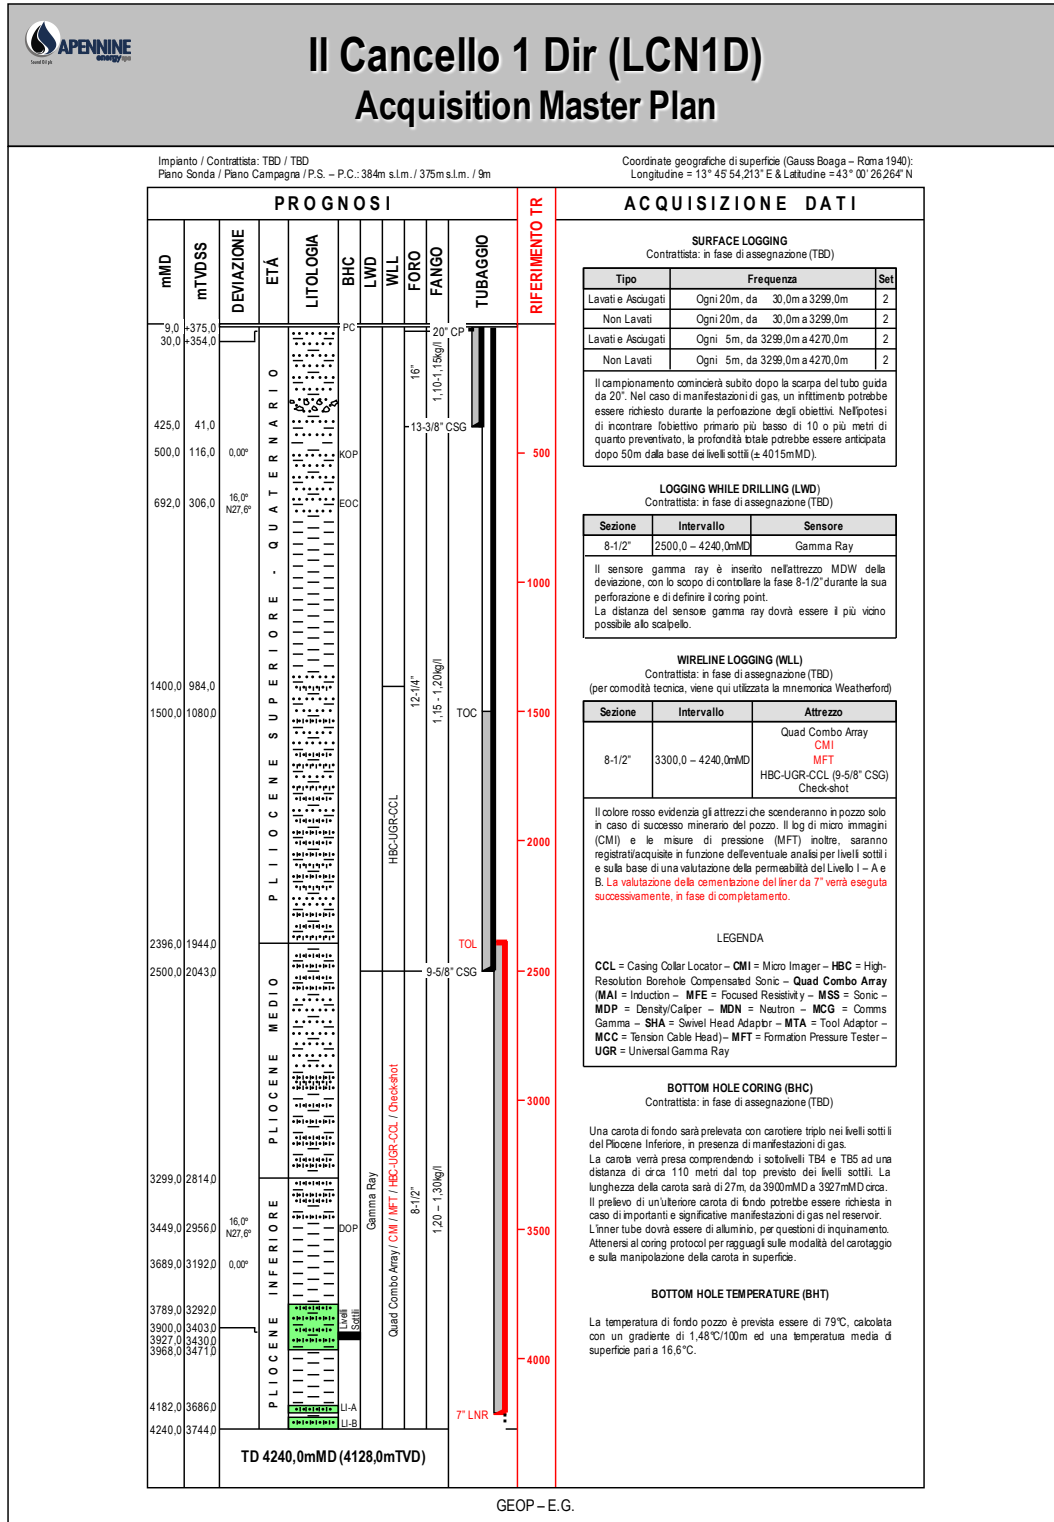 APENNINE
energy spa
Sound Oil plc
Il Cancello 1 Dir (LCN1D)
Acquisition Master Plan
Impianto / Contrattista: TBD / TBD
Piano Sonda / Piano Campagna / P.S. – P.C.: 384m s.l.m. / 375m s.l.m. / 9m
Coordinate geografiche di superficie (Gauss Boaga – Roma 1940):
Longitudine = 13° 45' 54,213" E & Latitudine = 43° 00' 26,264" N
PROGNOSI
RIFERIMENTO TR
ACQUISIZIONE DATI
mMD
mTVDSS
DEVIAZIONE
ETÁ
LITOLOGIA
BHC
LWD
WLL
FORO
FANGO
TUBAGGIO
9,0 +375,0
30,0 +354,0
425,0 41,0
500,0 116,0 0,00°
692,0 306,0 16,0° N27,6°
1400,0 984,0
1500,0 1080,0
2396,0 1944,0
2500,0 2043,0
3299,0 2814,0
3449,0 2956,0 16,0° N27,6°
3689,0 3192,0 0,00°
3789,0 3292,0
3900,0 3403,0
3927,0 3430,0
3968,0 3471,0
4182,0 3686,0
4240,0 3744,0
PLIIOCENE SUPERIORE - QUATERNARIO
PLIOCENE MEDIO
PLIOCENE INFERIORE
PC
KOP
EOC
DOP
Livelli
Sottili
LI-A
LI-B
Gamma Ray
HBC-UGR-CCL
Quad Combo Array / CMI / MFT / HBC-UGR-CCL / Check-shot
16"
12-1/4"
8-1/2"
1,10-1,15kg/l
1,15 - 1,20kg/l
1,20 – 1,30kg/l
20" CP
13-3/8" CSG
TOC
TOL
9-5/8" CSG
7" LNR
500
1000
1500
2000
2500
3000
3500
4000
TD 4240,0mMD (4128,0mTVD)
SURFACE LOGGING
Contrattista: in fase di assegnazione (TBD)
Tipo Frequenza Set
Lavati e Asciugati Ogni 20m, da 30,0m a 3299,0m 2
Non Lavati Ogni 20m, da 30,0m a 3299,0m 2
Lavati e Asciugati Ogni 5m, da 3299,0m a 4270,0m 2
Non Lavati Ogni 5m, da 3299,0m a 4270,0m 2
Il campionamento comincierà subito dopo la scarpa del tubo guida
da 20". Nel caso di manifestazioni di gas, un infittimento potrebbe
essere richiesto durante la perforazione degli obiettivi. Nell'ipotesi
di incontrare l'obiettivo primario più basso di 10 o più metri di
quanto preventivato, la profondità totale potrebbe essere anticipata
dopo 50m dalla base dei livelli sottili (± 4015mMD).
LOGGING WHILE DRILLING (LWD)
Contrattista: in fase di assegnazione (TBD)
Sezione Intervallo Sensore
8-1/2" 2500,0 – 4240,0mMD Gamma Ray
Il sensore gamma ray è inserito nell'attrezzo MDW della
deviazione, con lo scopo di controllare la fase 8-1/2" durante la sua
perforazione e di definire il coring point.
La distanza del sensore gamma ray dovrà essere il più vicino
possibile allo scalpello.
WIRELINE LOGGING (WLL)
Contrattista: in fase di assegnazione (TBD)
(per comodità tecnica, viene qui utilizzata la mnemonica Weatherford)
Sezione Intervallo Attrezzo
8-1/2" 3300,0 – 4240,0mMD
Quad Combo Array
CMI
MFT
HBC-UGR-CCL (9-5/8" CSG)
Check-shot
Il colore rosso evidenzia gli attrezzi che scenderanno in pozzo solo
in caso di successo minerario del pozzo. Il log di micro immagini
(CMI) e le misure di pressione (MFT) inoltre, saranno
registrati/acquisite in funzione dell'eventuale analisi per livelli sottili
e sulla base di una valutazione della permeabilità del Livello I – A e
B. La valutazione della cementazione del liner da 7" verrà eseguta
successivamente, in fase di completamento.
LEGENDA
CCL = Casing Collar Locator – CMI = Micro Imager – HBC = High-
Resolution Borehole Compensated Sonic – Quad Combo Array
(MAI = Induction – MFE = Focused Resistivity – MSS = Sonic –
MDP = Density/Caliper – MDN = Neutron – MCG = Comms
Gamma – SHA = Swivel Head Adaptor – MTA = Tool Adaptor –
MCC = Tension Cable Head) – MFT = Formation Pressure Tester –
UGR = Universal Gamma Ray
BOTTOM HOLE CORING (BHC)
Contrattista: in fase di assegnazione (TBD)
Una carota di fondo sarà prelevata con carotiere triplo nei livelli sottili
del Pliocene Inferiore, in presenza di manifestazioni di gas.
La carota verrà presa comprendendo i sottolivelli TB4 e TB5 ad una
distanza di circa 110 metri dal top previsto dei livelli sottili. La
lunghezza della carota sarà di 27m, da 3900mMD a 3927mMD circa.
Il prelievo di un'ulteriore carota di fondo potrebbe essere richiesta in
caso di importanti e significative manifestazioni di gas nel reservoir.
L'inner tube dovrà essere di alluminio, per questioni di inquinamento.
Attenersi al coring protocol per ragguagli sulle modalità del carotaggio
e sulla manipolazione della carota in superficie.
BOTTOM HOLE TEMPERATURE (BHT)
La temperatura di fondo pozzo è prevista essere di 79°C, calcolata
con un gradiente di 1,48°C/100m ed una temperatura media di
superficie pari a 16,6°C.
GEOP – E.G.